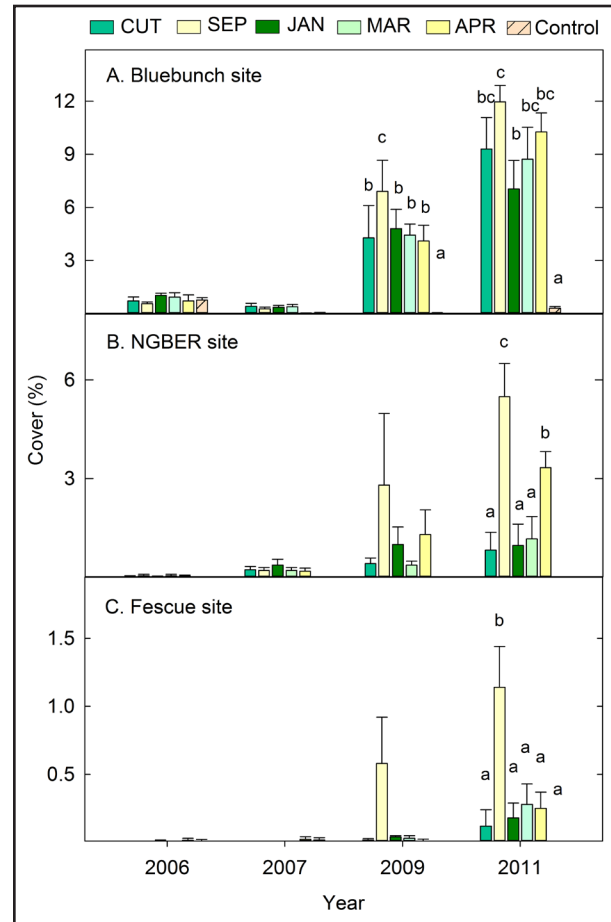 CUT SEP JAN MAR APR Control
A. Bluebunch site
12
9
6
3
b c b b b a
bc c b bc bc a
B. NGBER site
6
3
a c a a b
C. Fescue site
1.5
1.0
0.5
a b a a a a
Cover (%)
2006 2007 2009 2011
Year